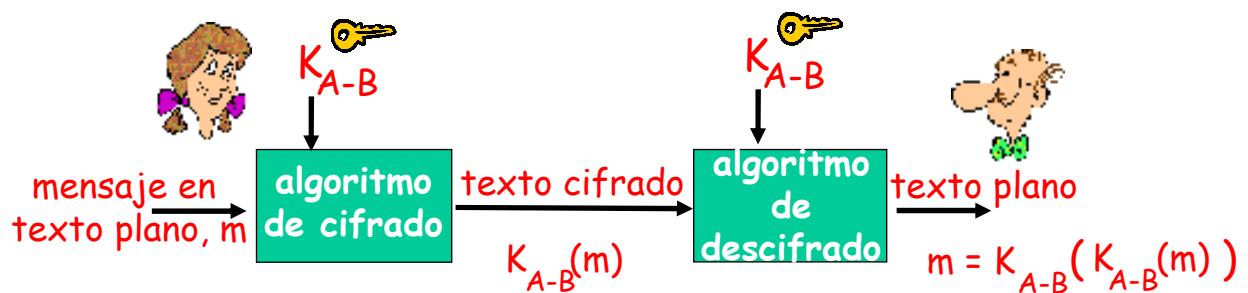 K A-B
K A-B
mensaje en
texto plano, m
algoritmo
de cifrado
texto cifrado
K A-B (m)
algoritmo
de
descifrado
texto plano
m = K A-B ( K A-B (m) )